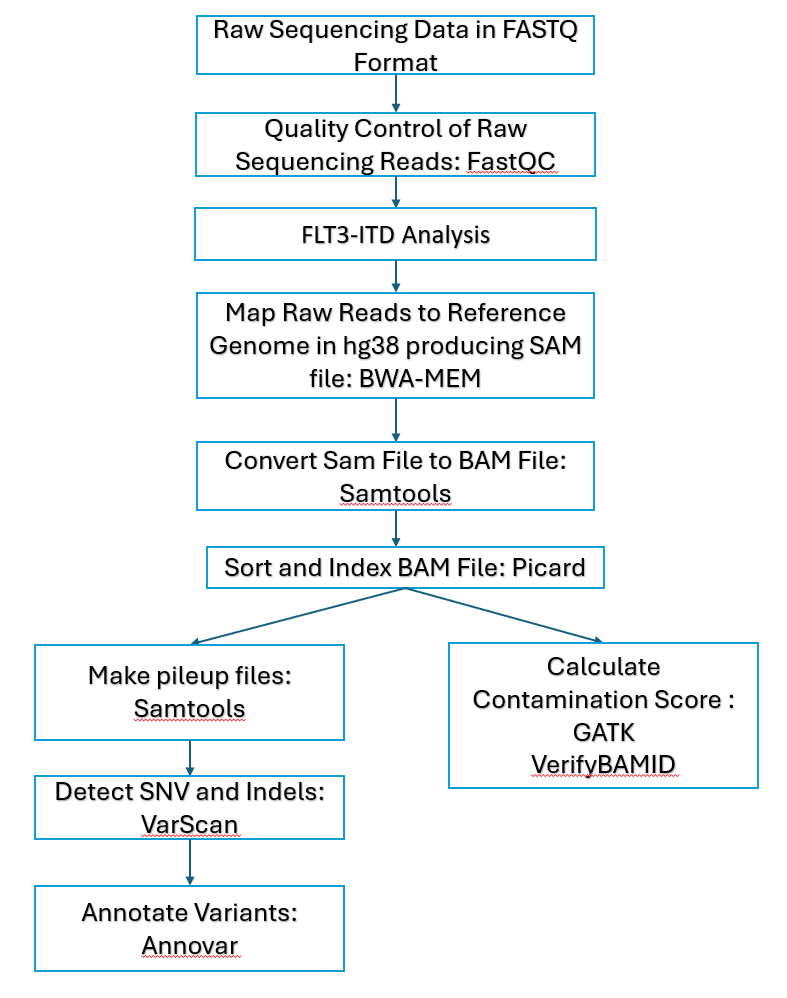 Raw Sequencing Data in FASTQ
Format
Quality Control of Raw
Sequencing Reads: FastQC
FLT3-ITD Analysis
Map Raw Reads to Reference
Genome in hg38 producing SAM
file: BWA-MEM
Convert Sam File to BAM File:
Samtools
Sort and Index BAM File: Picard
Make pileup files:
Samtools
Detect SNV and Indels:
VarScan
Annotate Variants:
Annovar
Calculate
Contamination Score :
GATK
VerifyBAMID